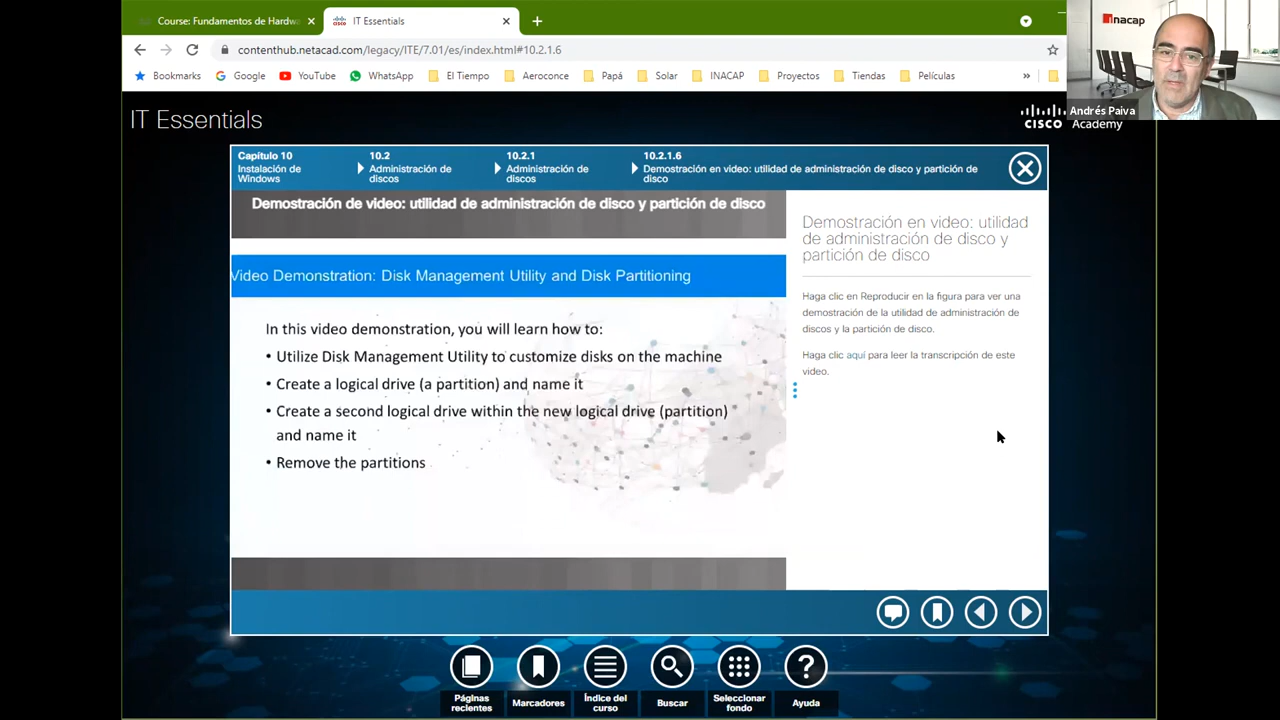 Course: Fundamentos de Hardwa
IT Essentials
contenthub.netacad.com/legacy/ITE/7.01/es/index.html#10.2.1.6
Bookmarks
Google
YouTube
WhatsApp
El Tiempo
Aeroconce
Papá
Solar
INACAP
Proyectos
Tiendas
Películas
»
inacap
Andrés Paiva
IT Essentials
CISCO Academy
Capítulo 10
Instalación de
Windows
10.2
Administración de
discos
10.2.1
Administración de
discos
10.2.1.6
Demostración en video: utilidad de administración de disco y partición de
disco
Demostración de video: utilidad de administración de disco y partición de disco
Video Demonstration: Disk Management Utility and Disk Partitioning
In this video demonstration, you will learn how to:
• Utilize Disk Management Utility to customize disks on the machine
• Create a logical drive (a partition) and name it
• Create a second logical drive within the new logical drive (partition)
and name it
• Remove the partitions
Demostración en video: utilidad
de administración de disco y
partición de disco
Haga clic en Reproducir en la figura para ver una
demostración de la utilidad de administración de
discos y la partición de disco.
Haga clic aquí para leer la transcripción de este
video.
Páginas
recientes
Marcadores
Índice del
curso
Buscar
Seleccionar
fondo
?
Ayuda